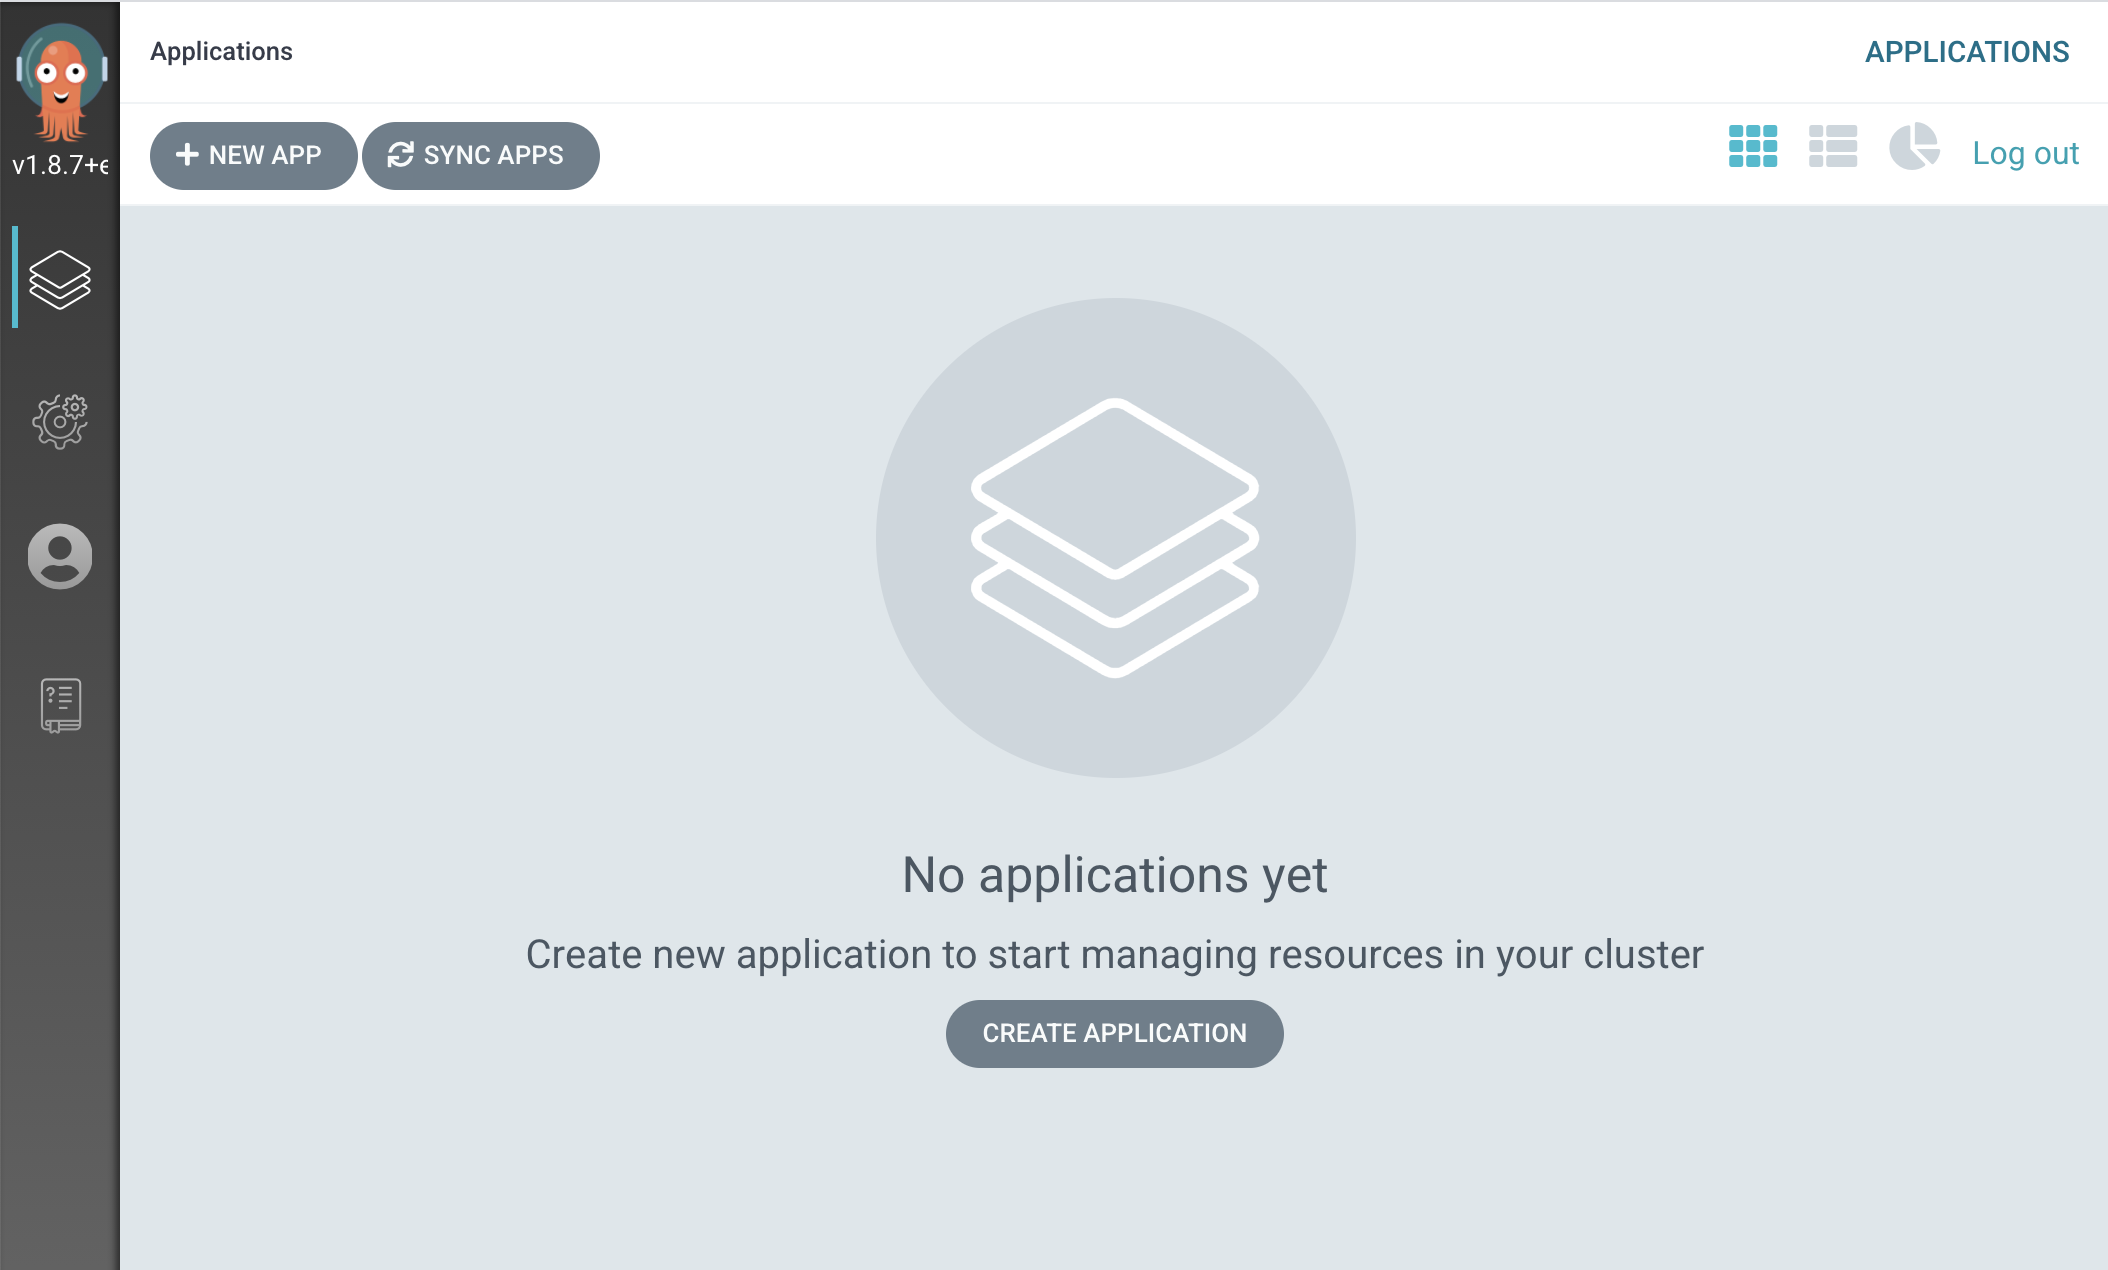 Applications
APPLICATIONS
NEW APP
SYNC APPS
Log out
v1.8.7+e
No applications yet
Create new application to start managing resources in your cluster
CREATE APPLICATION